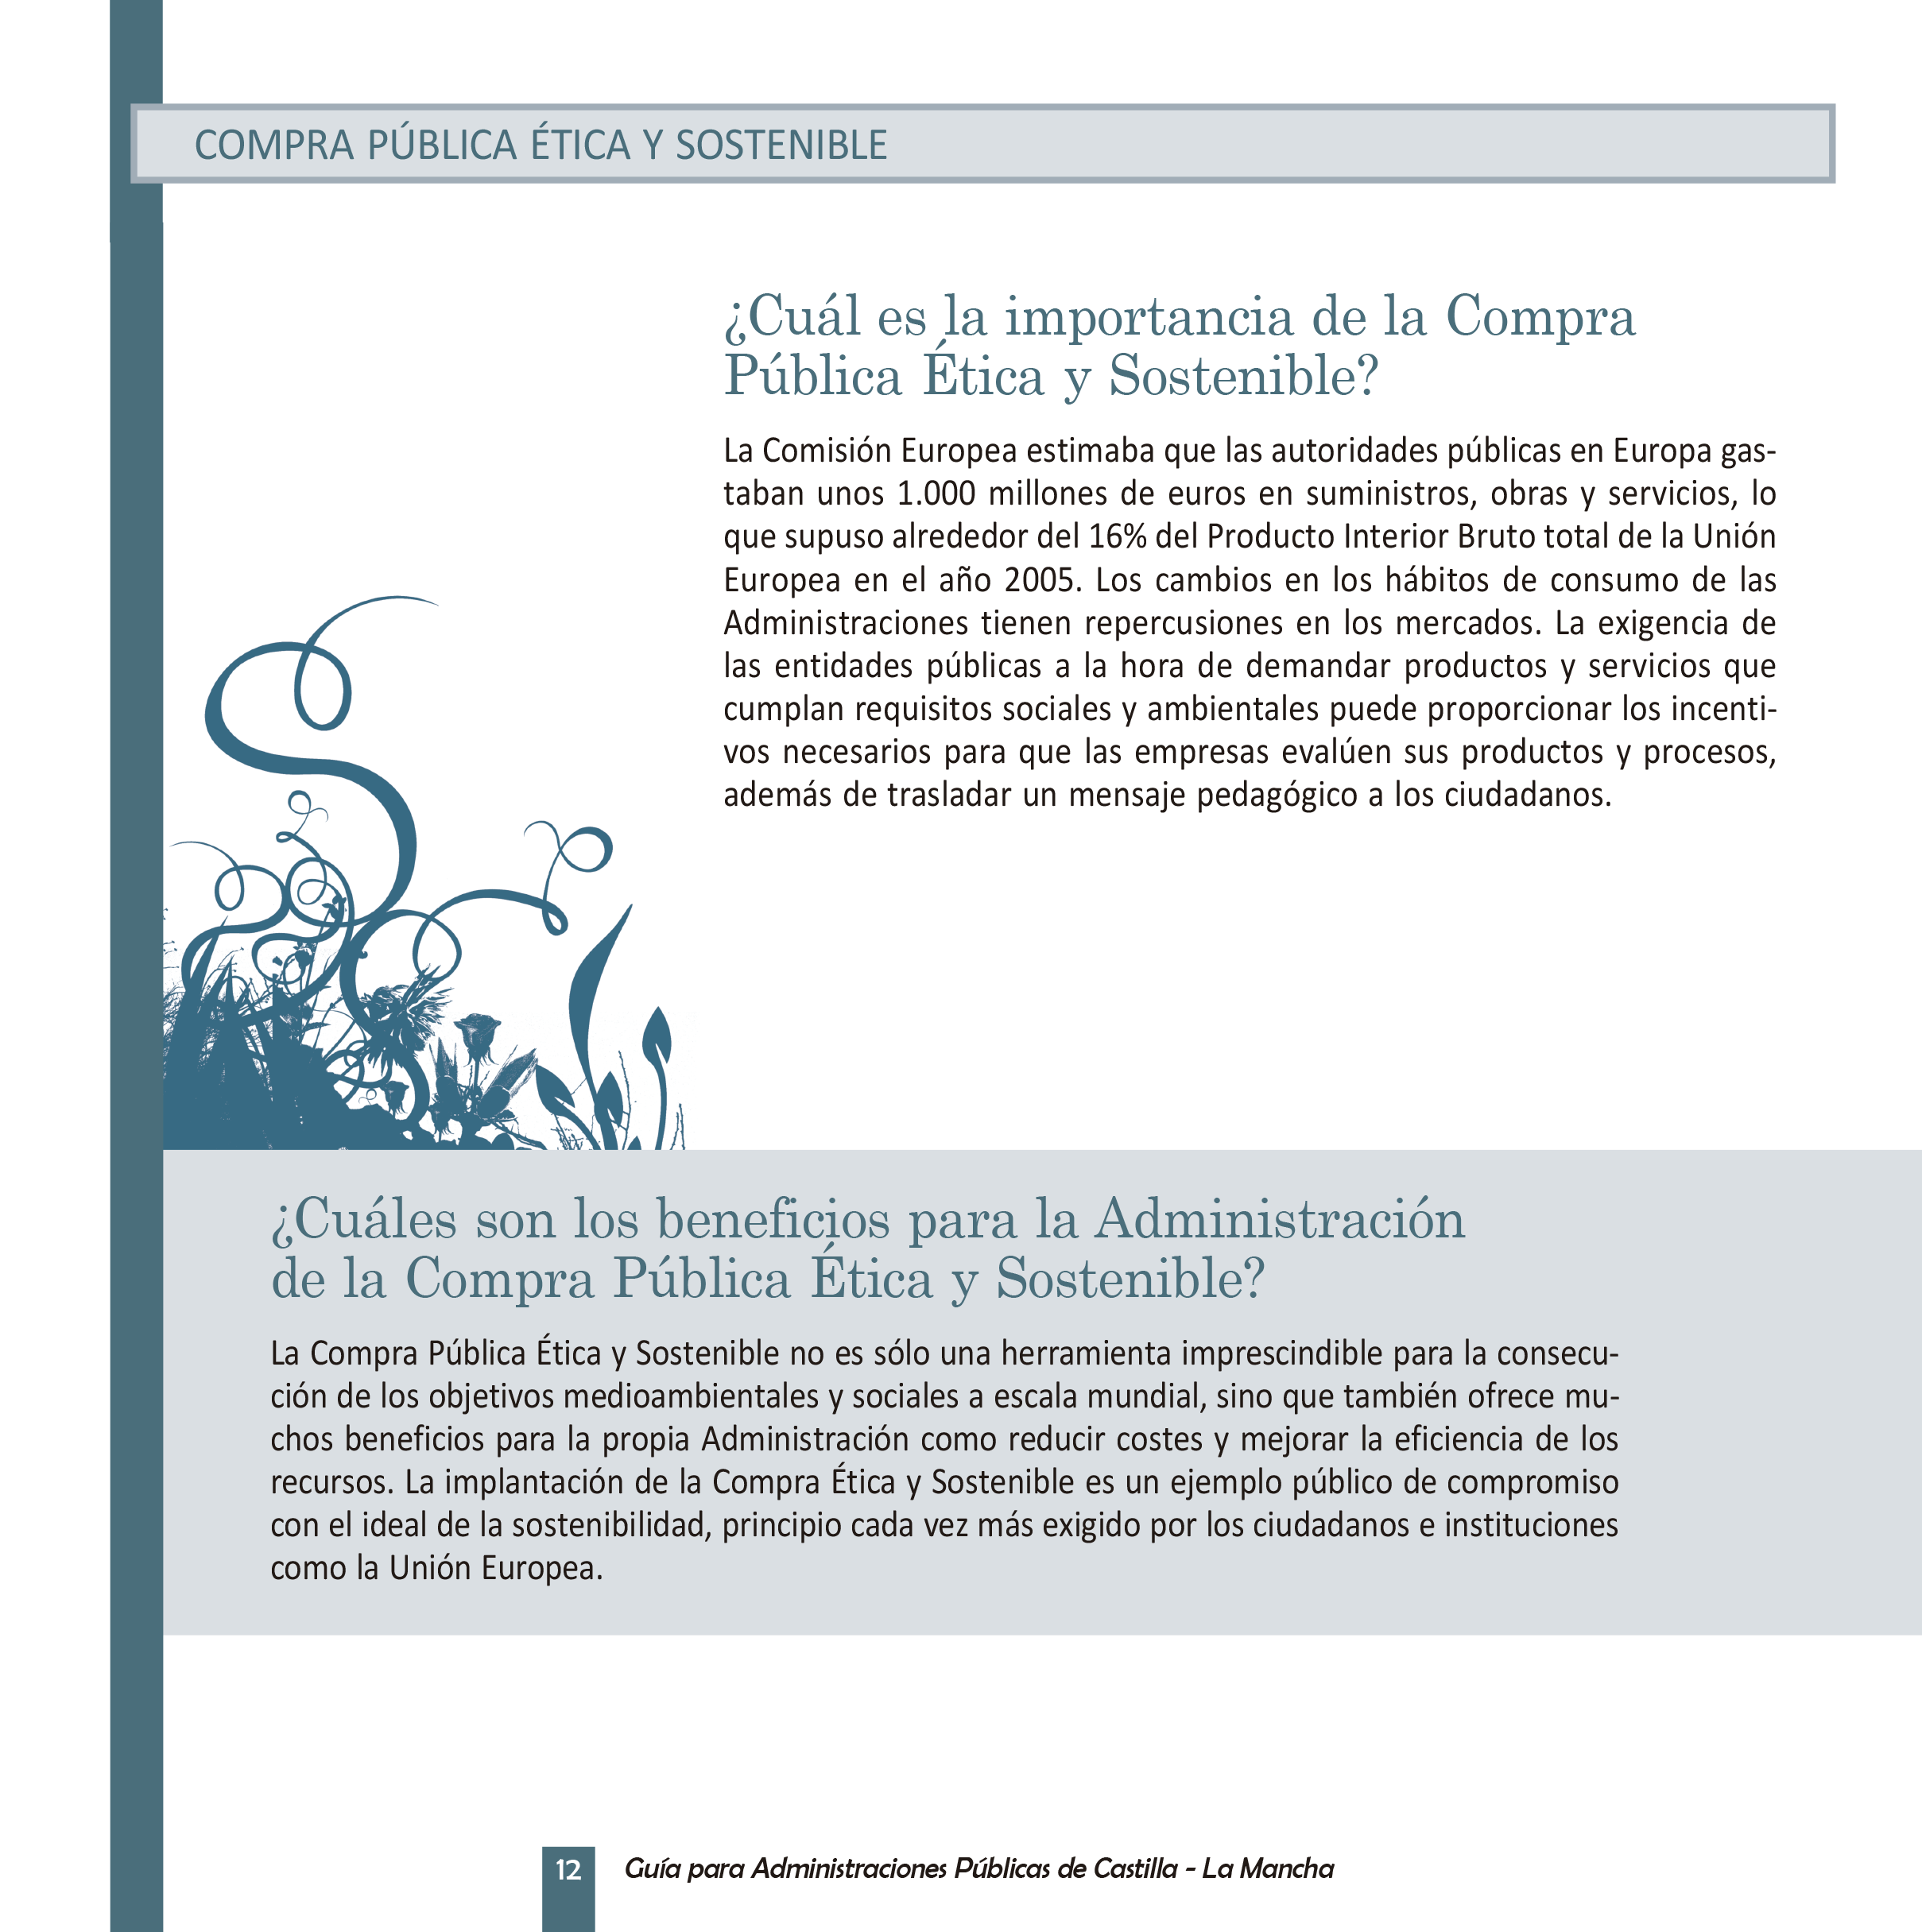 COMPRA PÚBLICA ÉTICA Y SOSTENIBLE
¿Cuál es la importancia de la Compra
Pública Ética y Sostenible?
La Comisión Europea estimaba que las autoridades públicas en Europa gas-
taban unos 1.000 millones de euros en suministros, obras y servicios, lo
que supuso alrededor del 16% del Producto Interior Bruto total de la Unión
Europea en el año 2005. Los cambios en los hábitos de consumo de las
Administraciones tienen repercusiones en los mercados. La exigencia de
las entidades públicas a la hora de demandar productos y servicios que
cumplan requisitos sociales y ambientales puede proporcionar los incenti-
vos necesarios para que las empresas evalúen sus productos y procesos,
además de trasladar un mensaje pedagógico a los ciudadanos.
¿Cuáles son los beneficios para la Administración
de la Compra Pública Ética y Sostenible?
La Compra Pública Ética y Sostenible no es sólo una herramienta imprescindible para la consecu-
ción de los objetivos medioambientales y sociales a escala mundial, sino que también ofrece mu-
chos beneficios para la propia Administración como reducir costes y mejorar la eficiencia de los
recursos. La implantación de la Compra Ética y Sostenible es un ejemplo público de compromiso
con el ideal de la sostenibilidad, principio cada vez más exigido por los ciudadanos e instituciones
como la Unión Europea.
12 Guía para Administraciones Públicas de Castilla - La Mancha